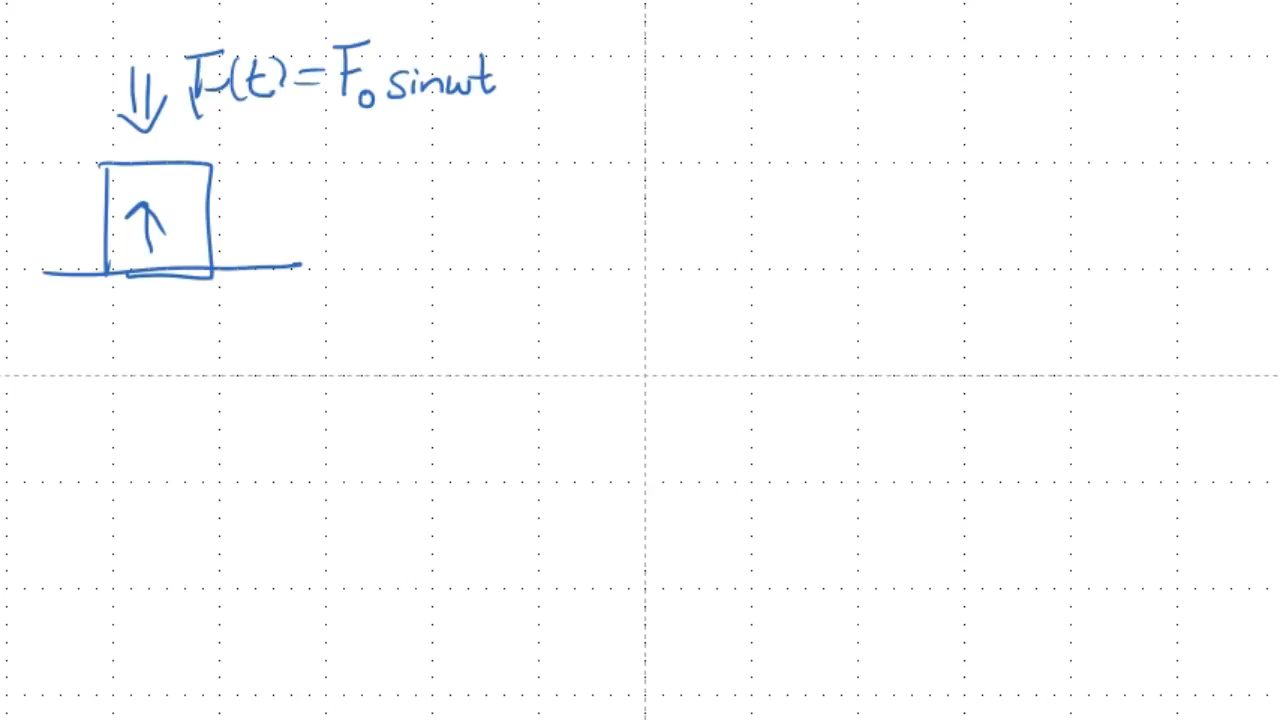 F(t) = F₀ sinωt